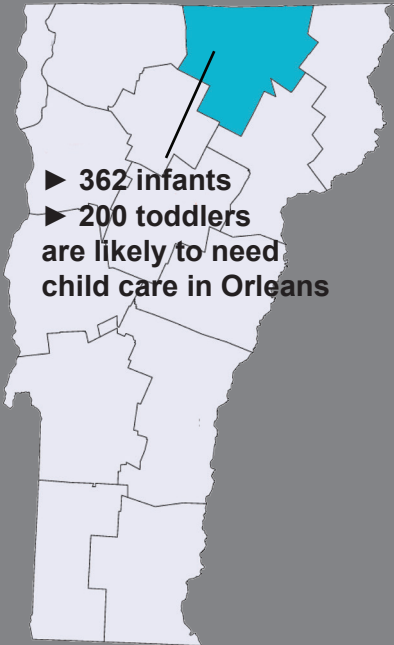 ► 362 infants
► 200 toddlers
are likely to need
child care in Orleans